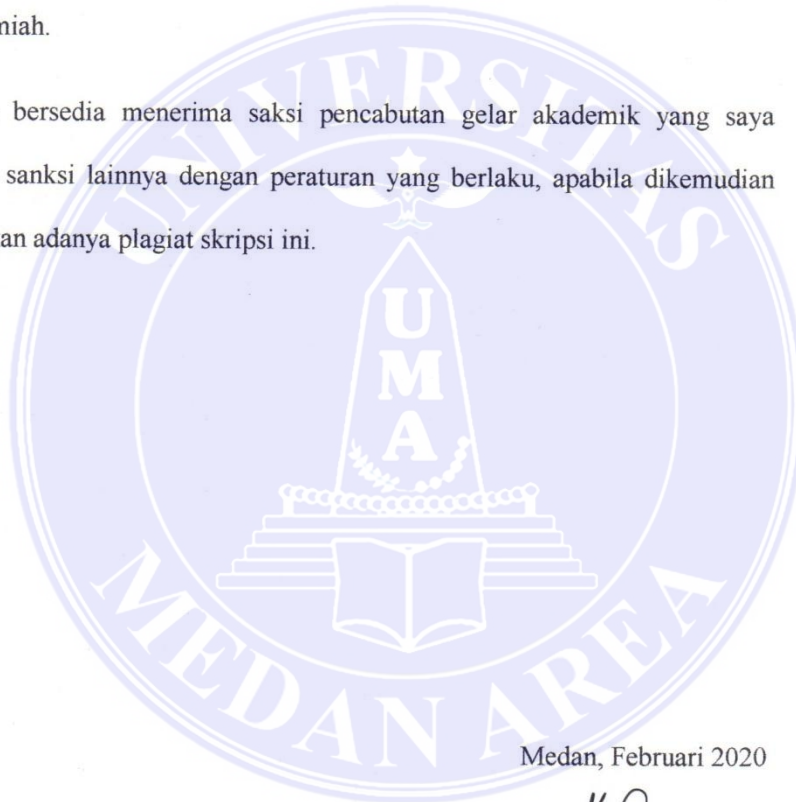 miah.
bersedia menerima saksi pencabutan gelar akademik yang saya
sanksi lainnya dengan peraturan yang berlaku, apabila dikemudian
an adanya plagiat skripsi ini.
UNIVERSITAS
U
M
A
MEDAN AREA
Medan, Februari 2020